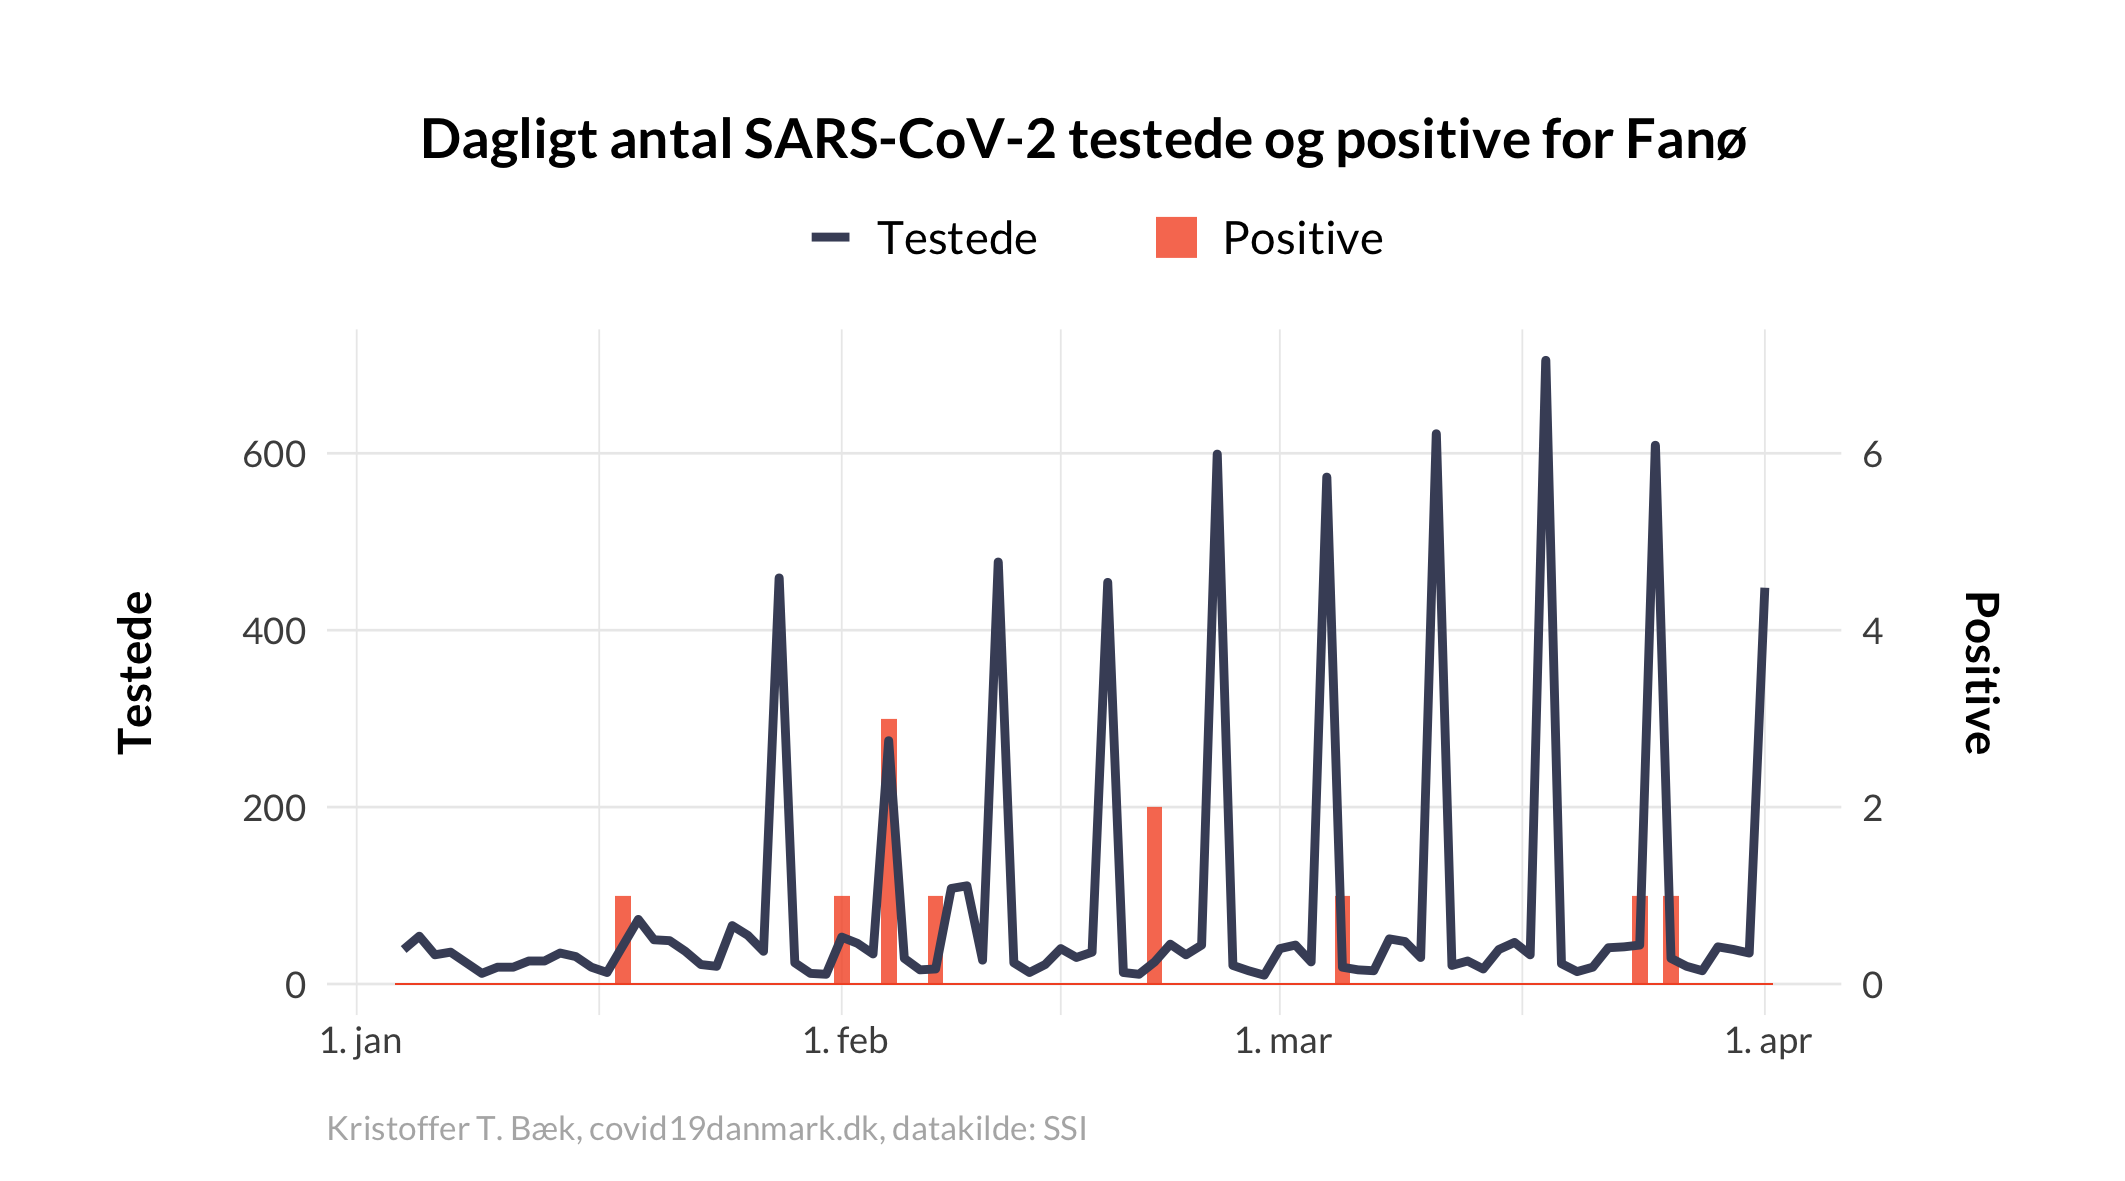 Dagligt antal SARS-CoV-2 testede og positive for Fanø
Testede
Positive
Testede
600
400
200
0
6
4
2
0
Positive
1. jan
1. feb
1. mar
1. apr
Kristoffer T. Bæk, covid19danmark.dk, datakilde: SSI